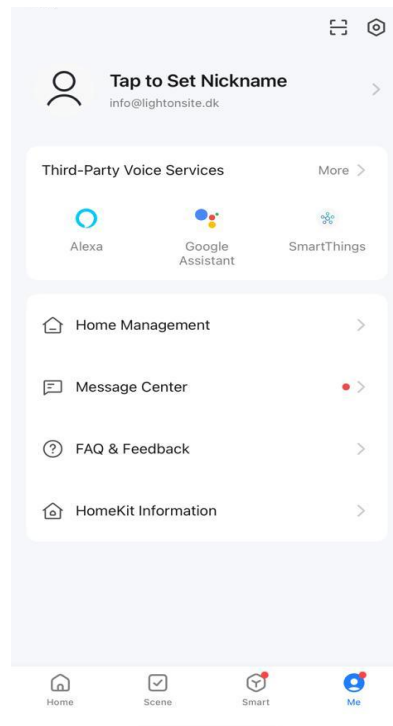 Tap to Set Nickname
info@lightonsite.dk
Third-Party Voice Services
More
Alexa
Google
Assistant
SmartThings
Home Management
Message Center
FAQ & Feedback
HomeKit Information
Home
Scene
Smart
Me